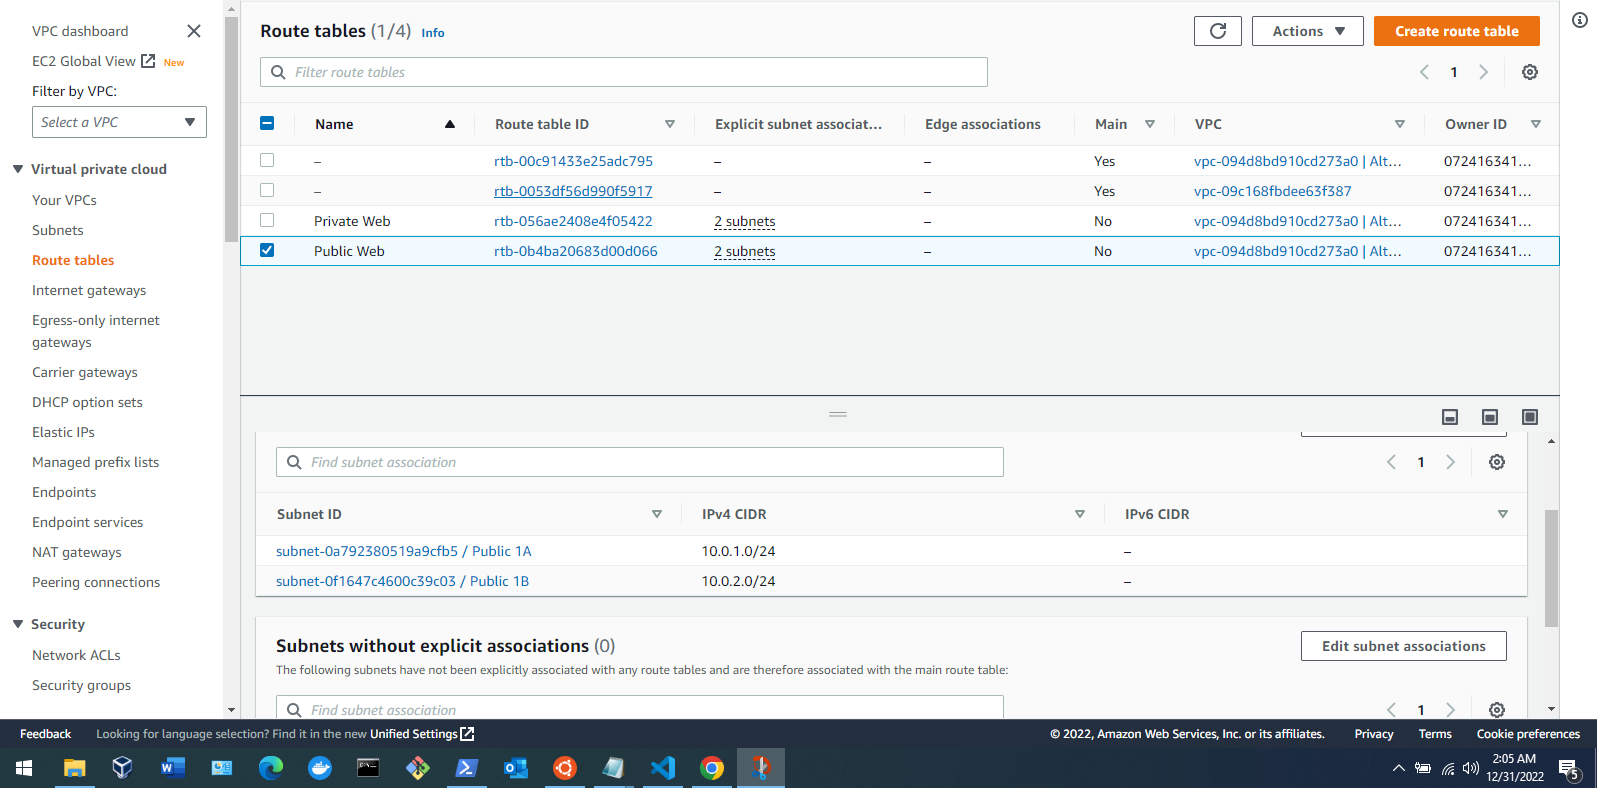 VPC dashboard
EC2 Global View New
Filter by VPC:
Select a VPC
Virtual private cloud
Your VPCs
Subnets
Route tables
Internet gateways
Egress-only internet
gateways
Carrier gateways
DHCP option sets
Elastic IPs
Managed prefix lists
Endpoints
Endpoint services
NAT gateways
Peering connections
Security
Network ACLs
Security groups
Route tables (1/4) Info
Actions
Create route table
Filter route tables
1
Name Route table ID Explicit subnet associat... Edge associations Main VPC Owner ID
– rtb-00c91433e25adc795 – – Yes vpc-094d8bd910cd273a0 | Alt... 072416341...
– rtb-0053df56d990f5917 – – Yes vpc-09c168fbdee63f387 072416341...
Private Web rtb-056ae2408e4f05422 2 subnets – No vpc-094d8bd910cd273a0 | Alt... 072416341...
Public Web rtb-0b4ba20683d00d066 2 subnets – No vpc-094d8bd910cd273a0 | Alt... 072416341...
Find subnet association
1
Subnet ID IPv4 CIDR IPv6 CIDR
subnet-0a792380519a9cfb5 / Public 1A 10.0.1.0/24 –
subnet-0f1647c4600c39c03 / Public 1B 10.0.2.0/24 –
Subnets without explicit associations (0)
Edit subnet associations
The following subnets have not been explicitly associated with any route tables and are therefore associated with the main route table:
Find subnet association
1
Feedback Looking for language selection? Find it in the new Unified Settings © 2022, Amazon Web Services, Inc. or its affiliates. Privacy Terms Cookie preferences
2:05 AM
12/31/2022
5